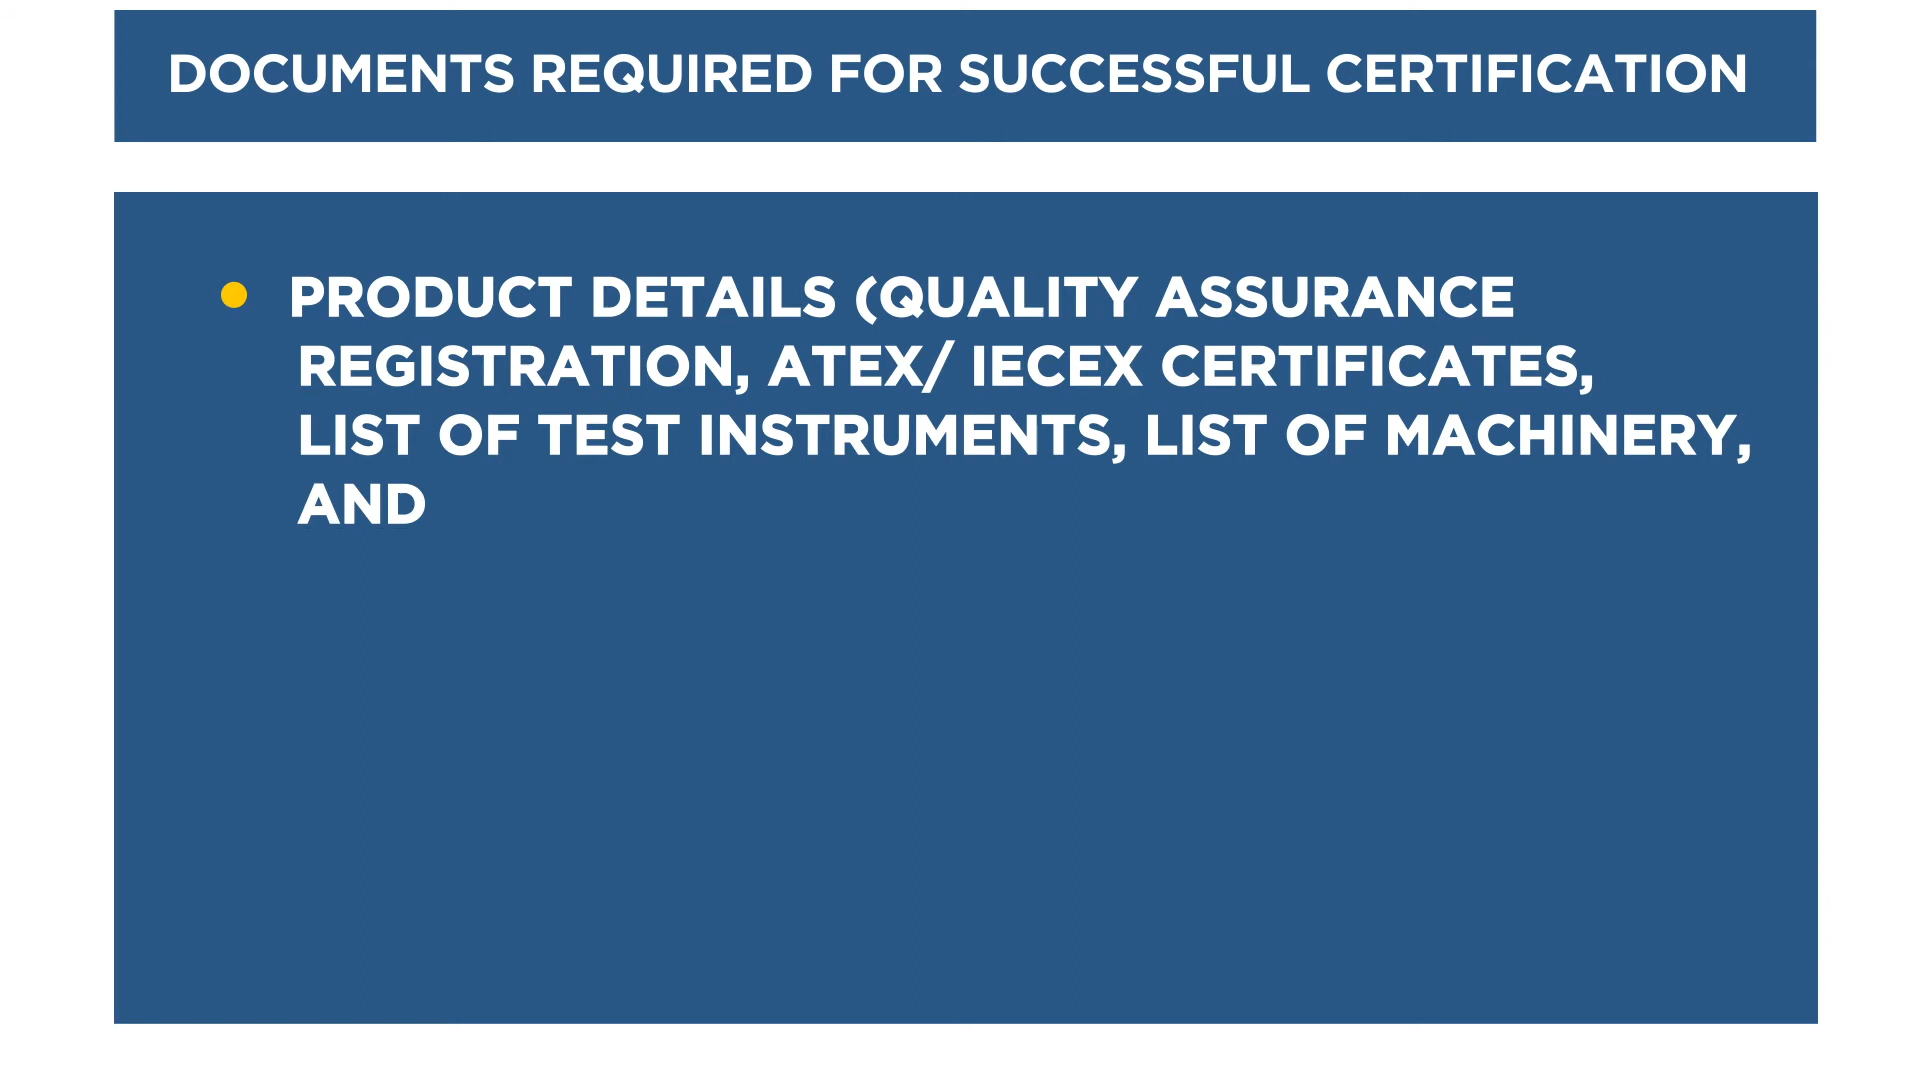 DOCUMENTS REQUIRED FOR SUCCESSFUL CERTIFICATION
PRODUCT DETAILS (QUALITY ASSURANCE
REGISTRATION, ATEX/ IECEX CERTIFICATES,
LIST OF TEST INSTRUMENTS, LIST OF MACHINERY,
AND